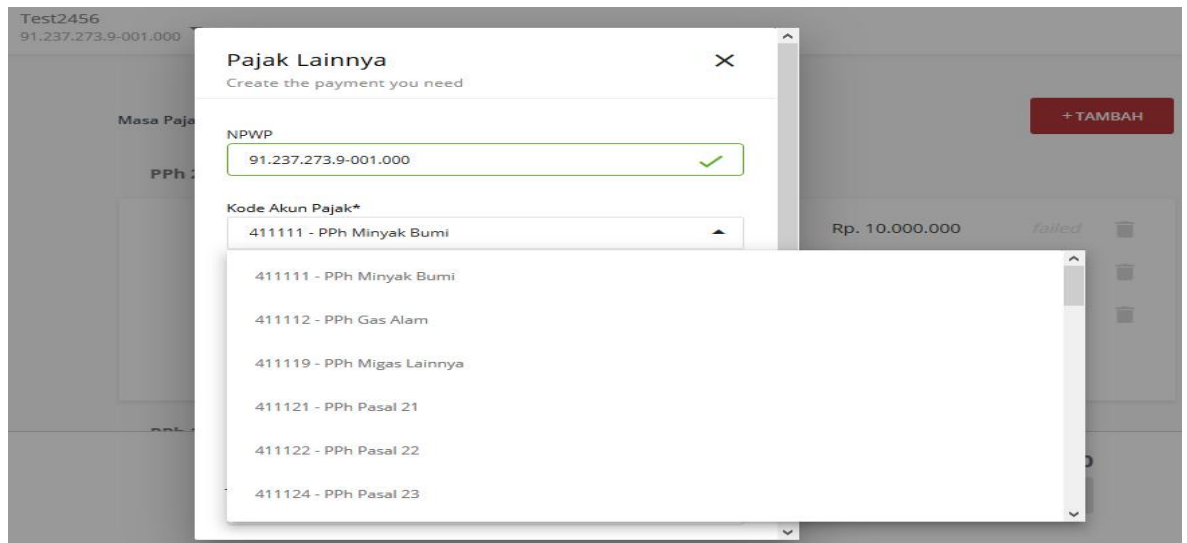 Test2456
91.237.273.9-001.000
Pajak Lainnya
Create the payment you need
Masa Paja
+ TAMBAH
NPWP
91.237.273.9-001.000
PPh
Kode Akun Pajak*
411111 - PPh Minyak Bumi
Rp. 10.000.000 failed
411111 - PPh Minyak Bumi
411112 - PPh Gas Alam
411119 - PPh Migas Lainnya
411121 - PPh Pasal 21
411122 - PPh Pasal 22
411124 - PPh Pasal 23